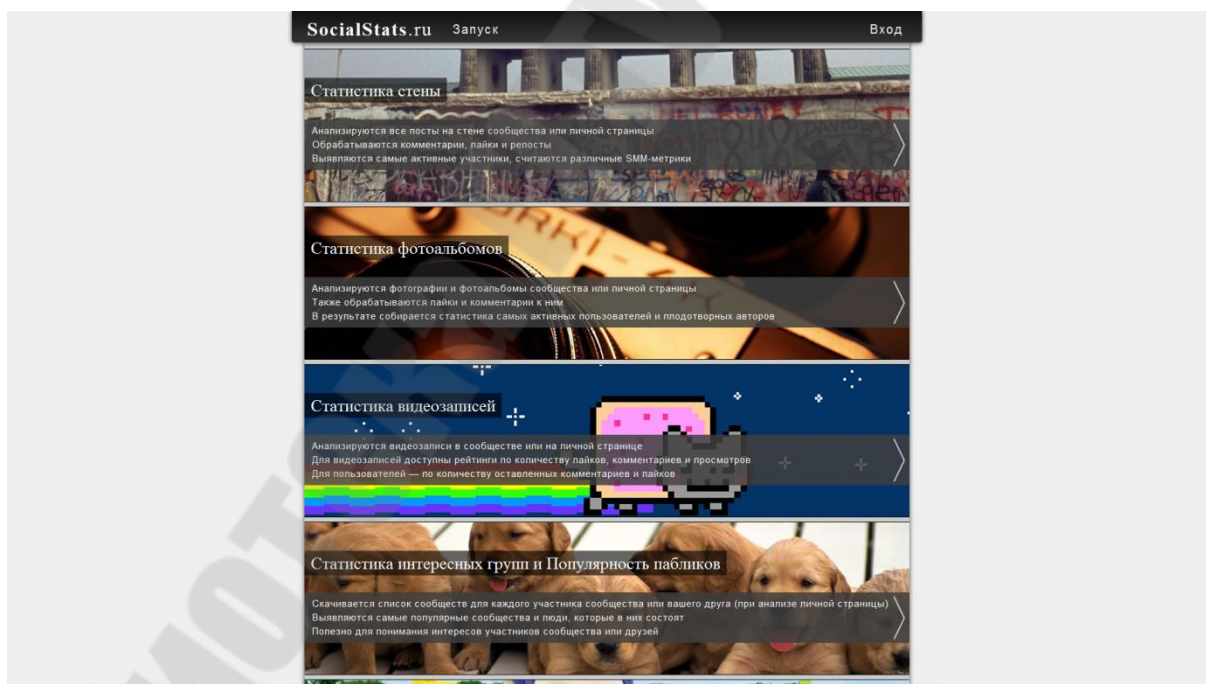 SocialStats.ru Запуск Вход
Статистика стены
Анализируются все посты на стене сообщества или личной страницы
Обрабатываются комментарии, лайки и репосты
Выявляются самые активные участники, считаются различные SMM-метрики
Статистика фотоальбомов
Анализируются фотографии и фотоальбомы сообщества или личной страницы
Также обрабатываются лайки и комментарии к ним
В результате собирается статистика самых активных пользователей и плодотворных авторов
Статистика видеозаписей
Анализируются видеозаписи в сообществе или на личной странице
Для видеозаписей доступны рейтинги по количеству лайков, комментариев и просмотров
Для пользователей — по количеству оставленных комментариев и лайков
Статистика интересных групп и Популярность пабликов
Скачивается список сообществ для каждого участника сообщества или вашего друга (при анализе личной страницы)
Выявляются самые популярные сообщества и люди, которые в них состоят
Полезно для понимания интересов участников сообщества или друзей